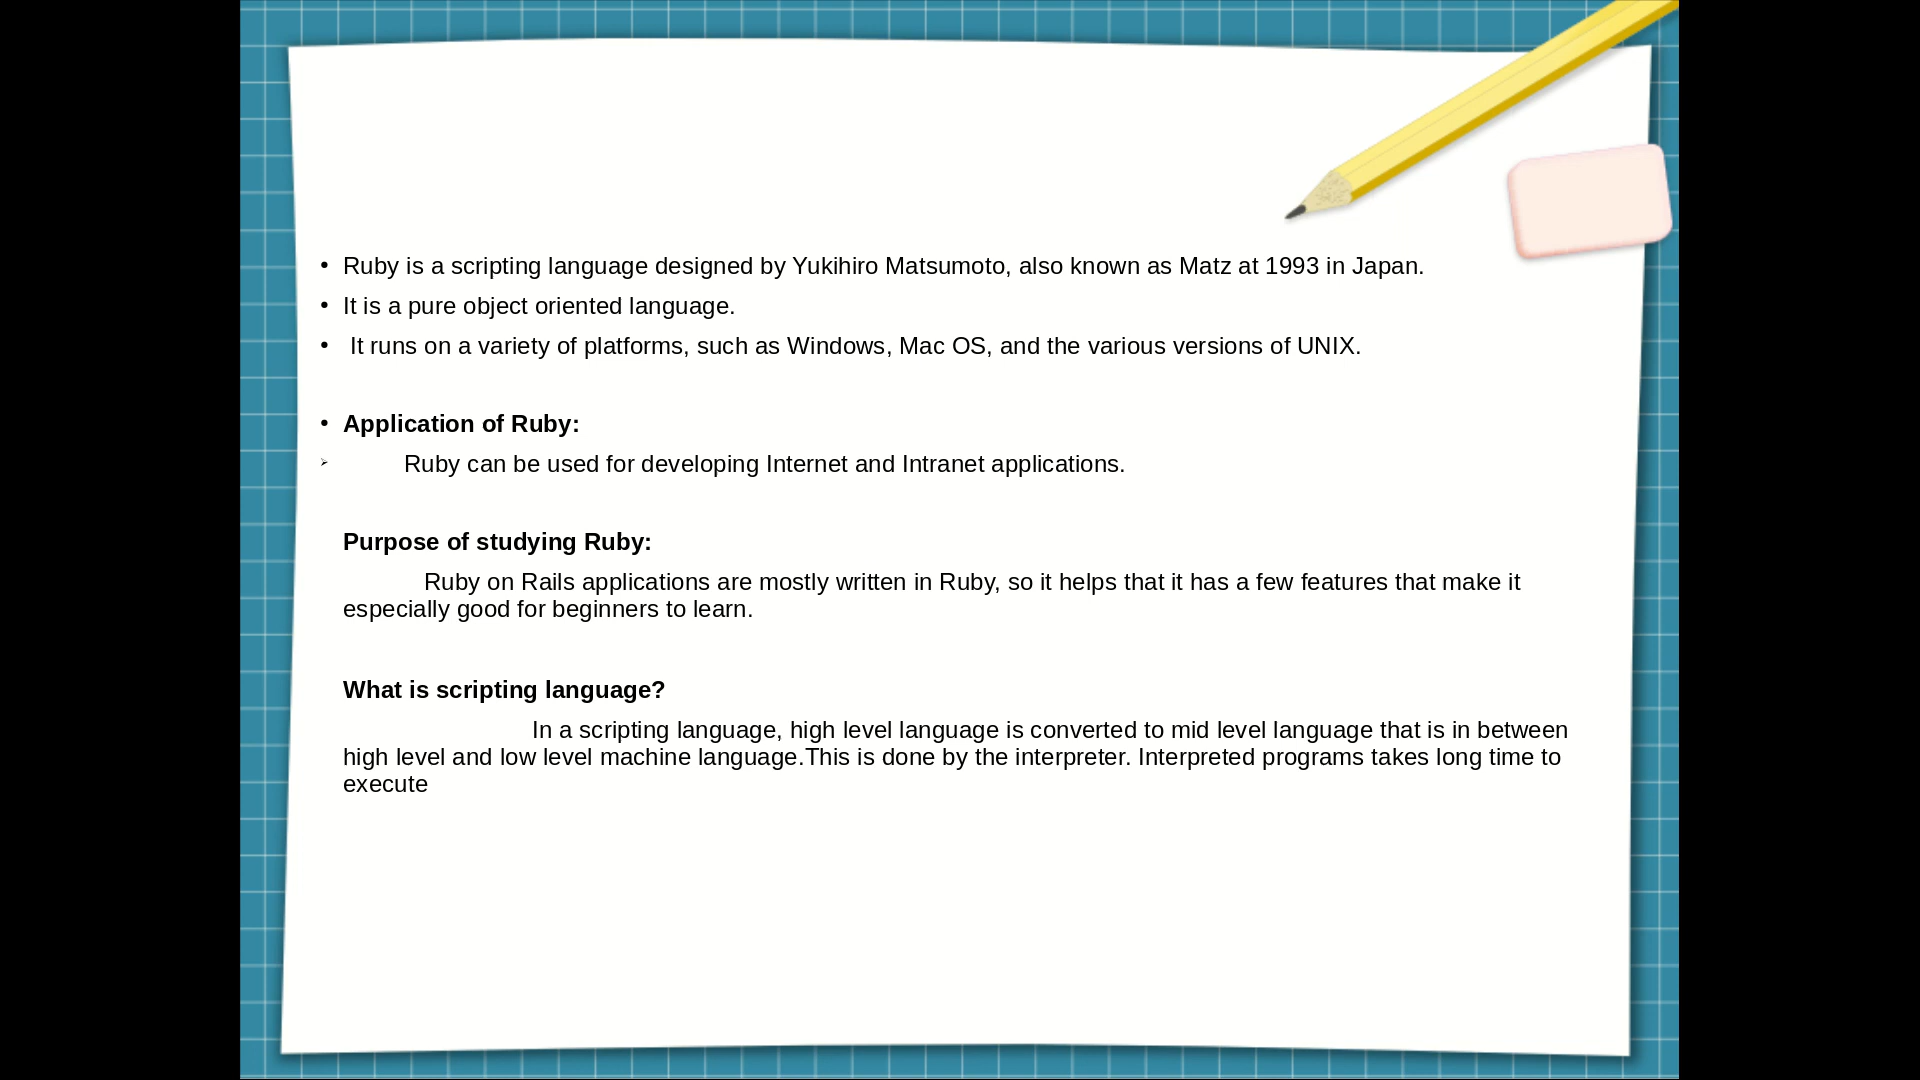 • Ruby is a scripting language designed by Yukihiro Matsumoto, also known as Matz at 1993 in Japan.
• It is a pure object oriented language.
• It runs on a variety of platforms, such as Windows, Mac OS, and the various versions of UNIX.
• Application of Ruby:
➢ Ruby can be used for developing Internet and Intranet applications.
Purpose of studying Ruby:
Ruby on Rails applications are mostly written in Ruby, so it helps that it has a few features that make it
especially good for beginners to learn.
What is scripting language?
In a scripting language, high level language is converted to mid level language that is in between
high level and low level machine language.This is done by the interpreter. Interpreted programs takes long time to
execute